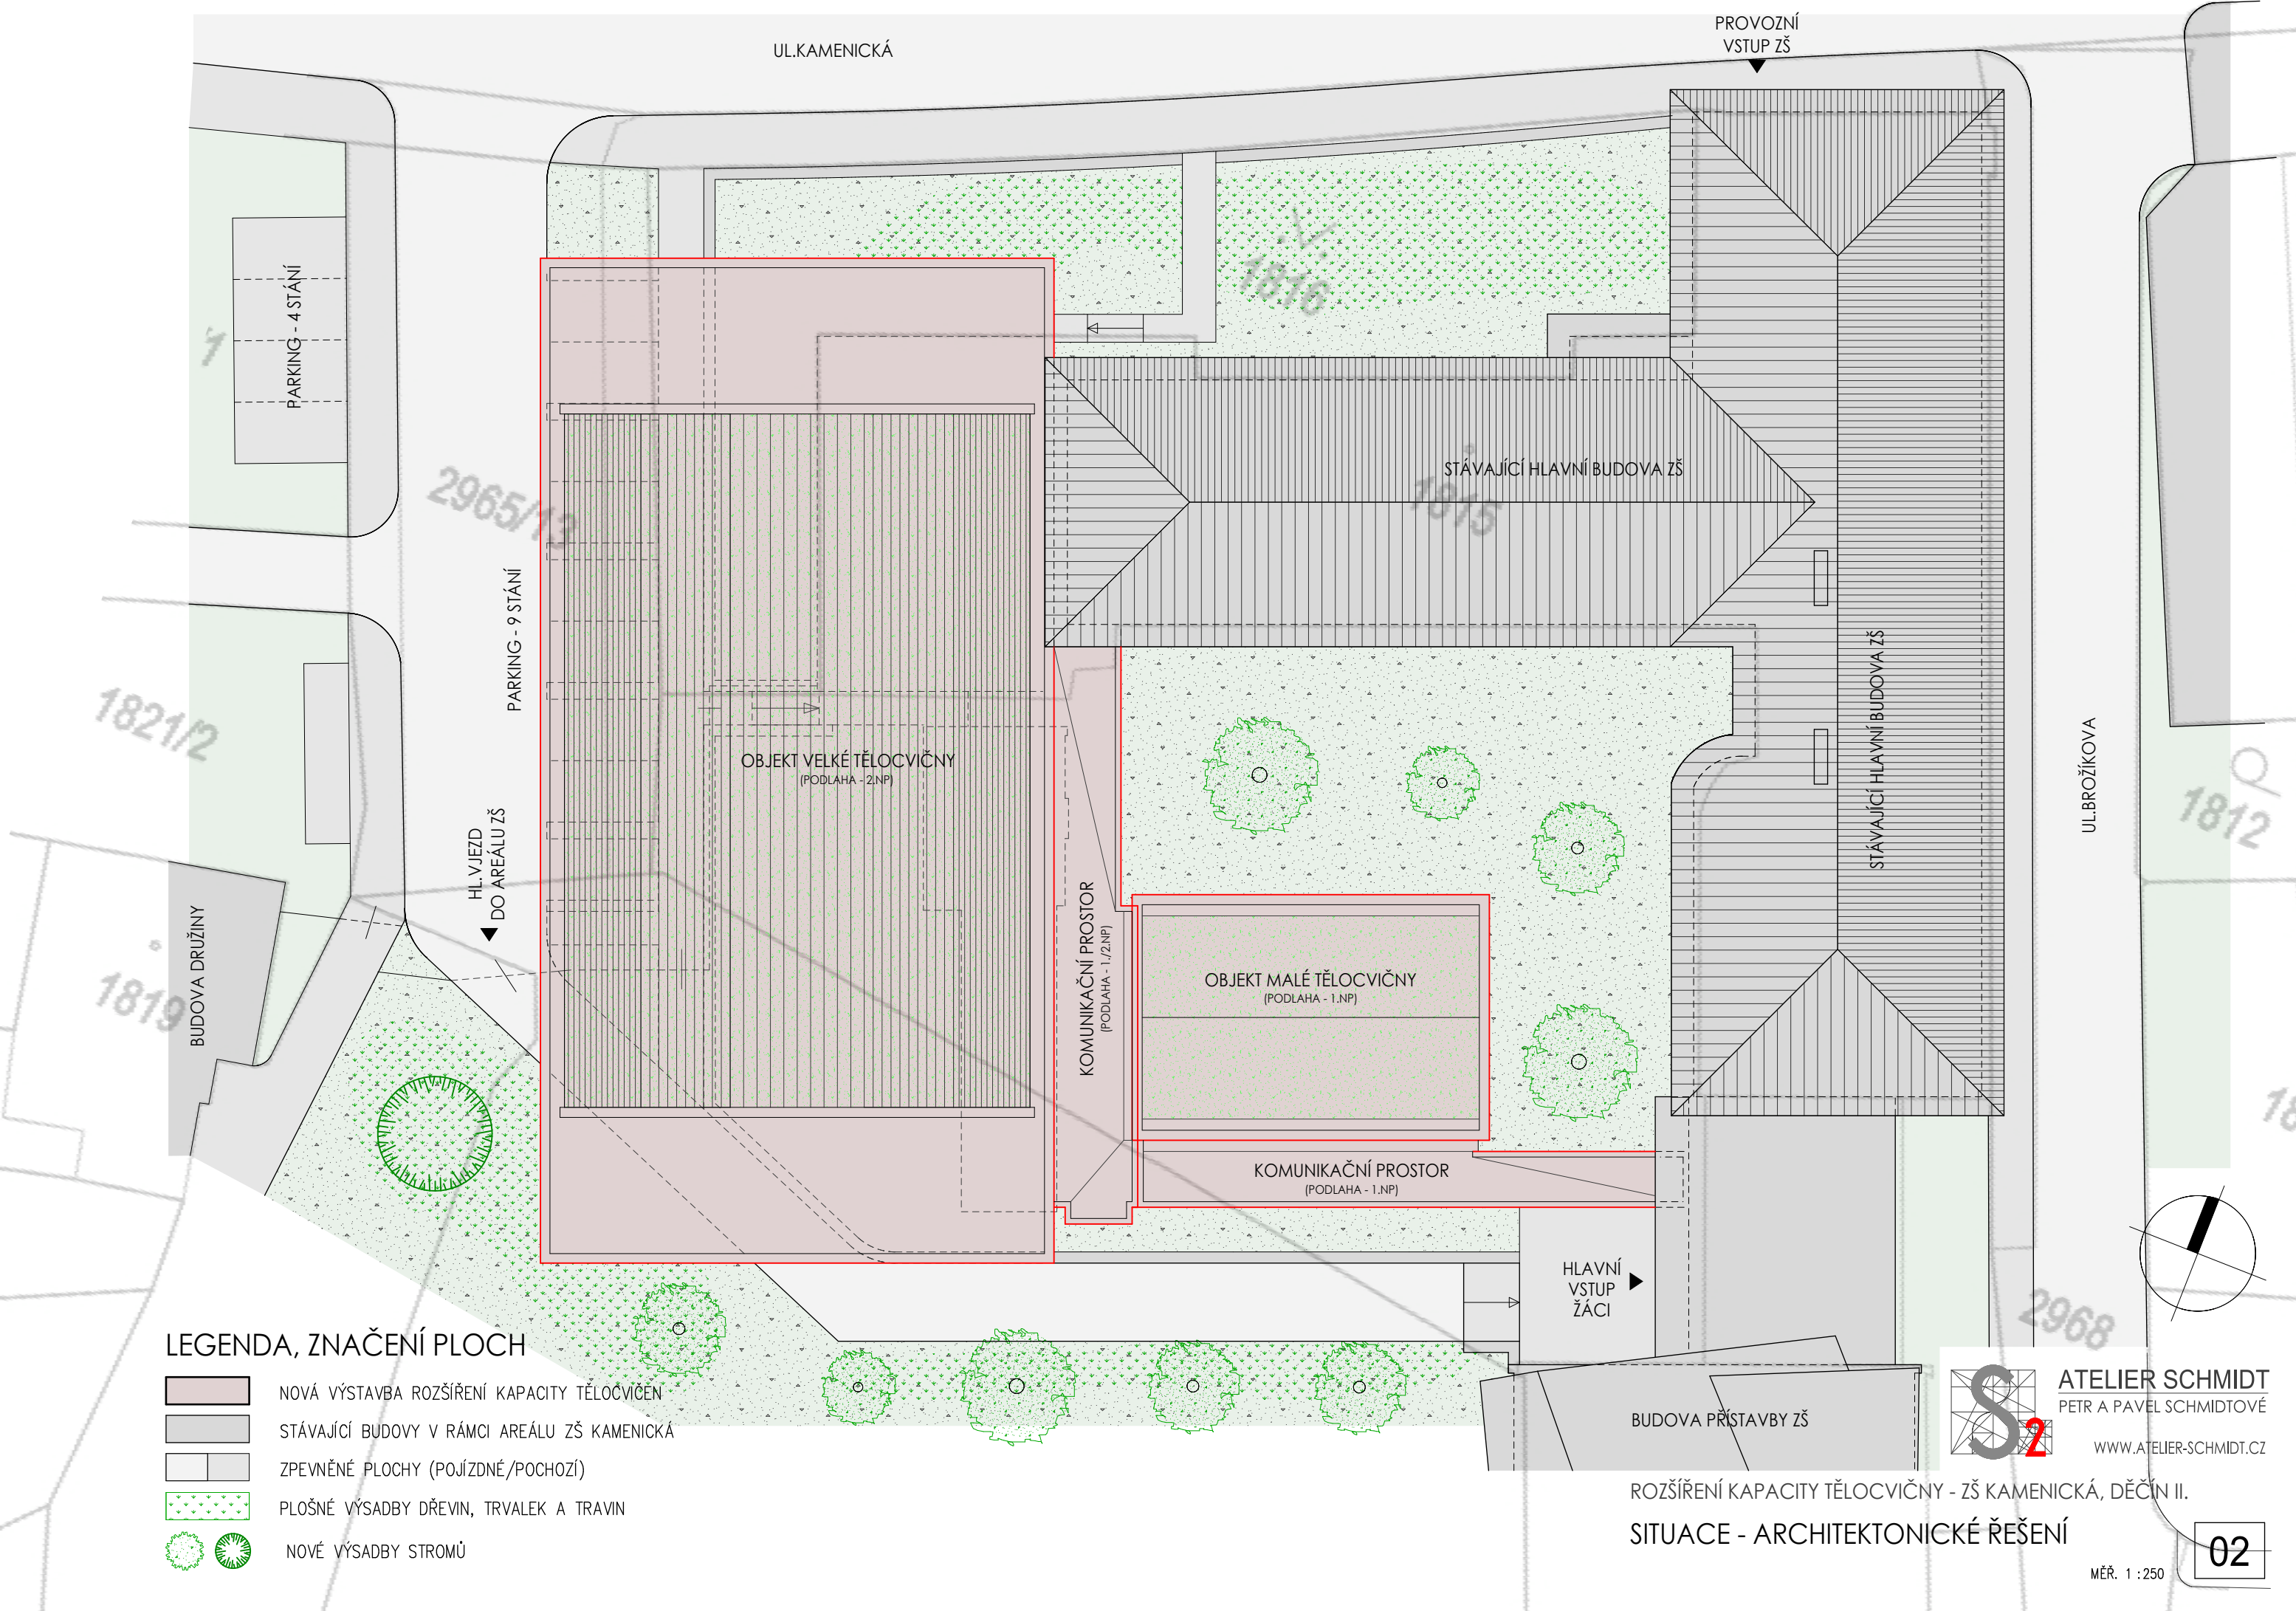 UL.KAMENICKÁ
PROVOZNÍ
VSTUP ZŠ
PARKING - 4 STÁNÍ
1816
1
2965/13
STÁVAJÍCÍ HLAVNÍ BUDOVA ZŠ
1815
PARKING - 9 STÁNÍ
STÁVAJÍCÍ HLAVNÍ BUDOVA ZŠ
1821/2
UL.BROŽÍKOVA
OBJEKT VELKÉ TĚLOCVIČNY
(PODLAHA - 2.NP)
1812
HL.VJEZD
DO AREÁLU ZŠ
BUDOVA DRUŽINY
1819
KOMUNIKAČNÍ PROSTOR
(PODLAHA - 1./2.NP)
OBJEKT MALÉ TĚLOCVIČNY
(PODLAHA - 1.NP)
KOMUNIKAČNÍ PROSTOR
(PODLAHA - 1.NP)
HLAVNÍ
VSTUP
ŽÁCI
2968
BUDOVA PŘÍSTAVBY ZŠ
LEGENDA, ZNAČENÍ PLOCH
NOVÁ VÝSTAVBA ROZŠÍŘENÍ KAPACITY TĚLOCVIČEN
STÁVAJÍCÍ BUDOVY V RÁMCI AREÁLU ZŠ KAMENICKÁ
ZPEVNĚNÉ PLOCHY (POJÍZDNÉ/POCHOZÍ)
PLOŠNÉ VÝSADBY DŘEVIN, TRVALEK A TRAVIN
NOVÉ VÝSADBY STROMŮ
S2
ATELIER SCHMIDT
PETR A PAVEL SCHMIDTOVÉ
WWW.ATELIER-SCHMIDT.CZ
ROZŠÍŘENÍ KAPACITY TĚLOCVIČNY - ZŠ KAMENICKÁ, DĚČÍN II.
SITUACE - ARCHITEKTONICKÉ ŘEŠENÍ
MĚŘ. 1 :250
02